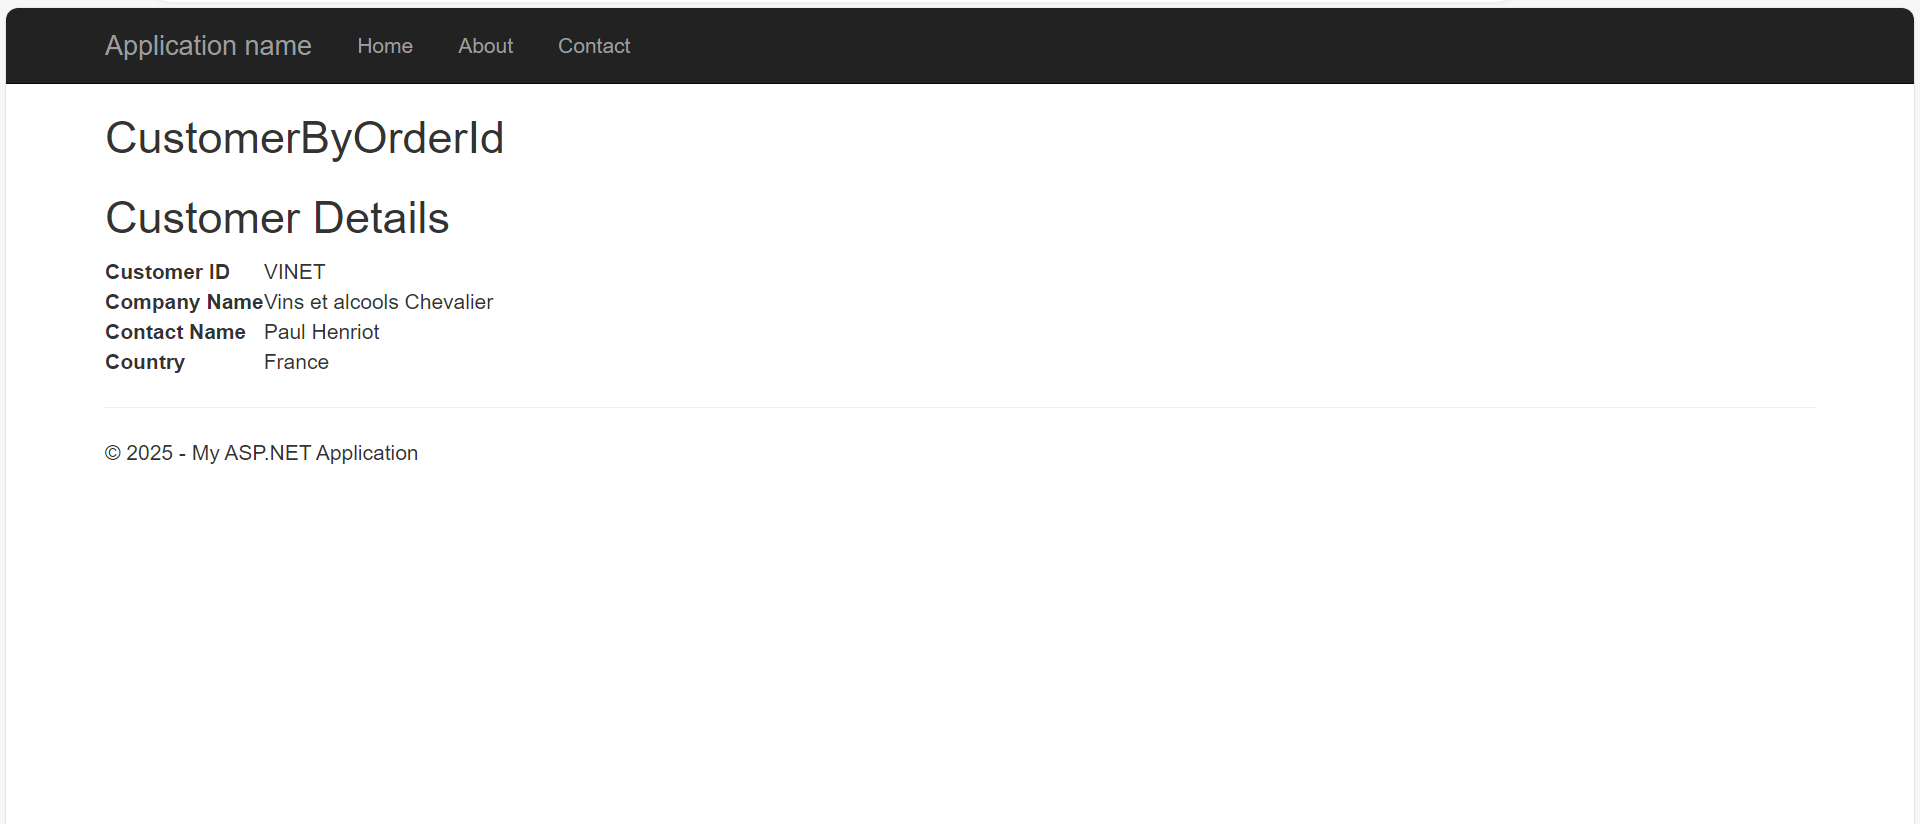 Application name Home About Contact
CustomerByOrderId
Customer Details
Customer ID VINET
Company Name Vins et alcools Chevalier
Contact Name Paul Henriot
Country France
© 2025 - My ASP.NET Application